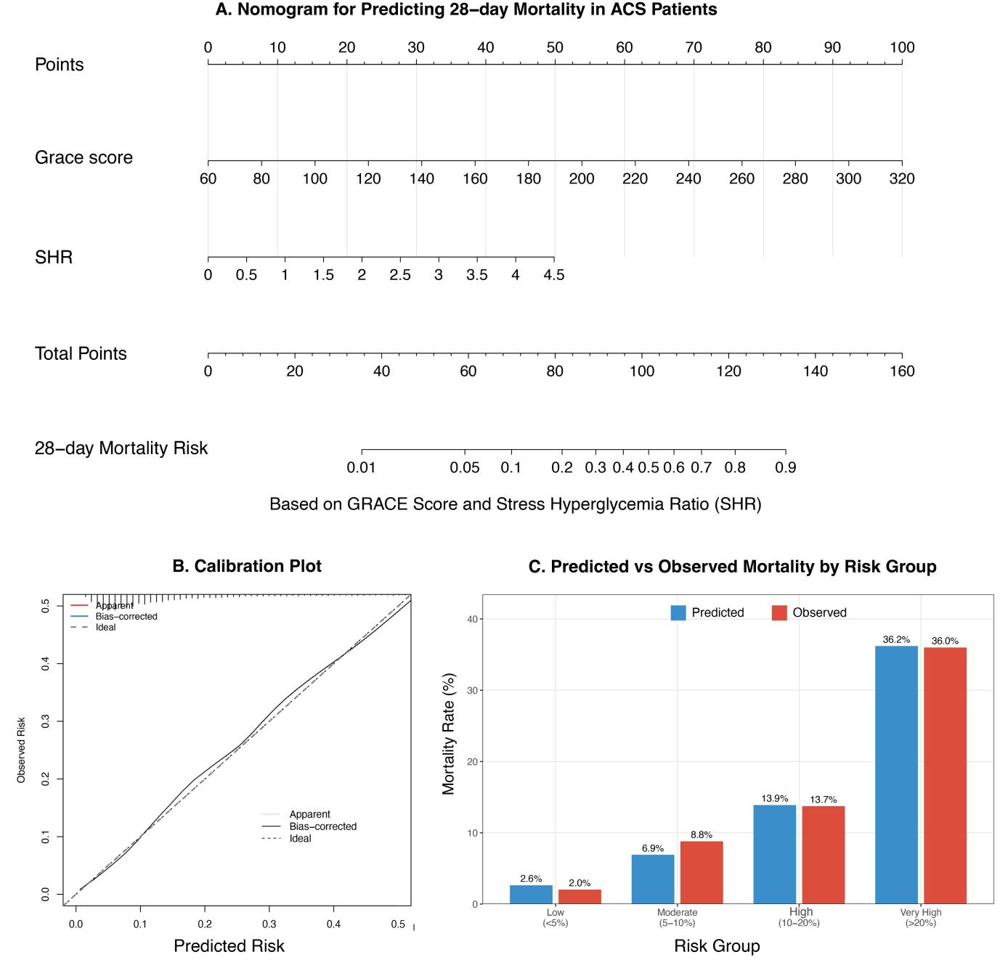 A. Nomogram for Predicting 28−day Mortality in ACS Patients
0 10 20 30 40 50 60 70 80 90 100
Points
Grace score
60 80 100 120 140 160 180 200 220 240 260 280 300 320
SHR
0 0.5 1 1.5 2 2.5 3 3.5 4 4.5
Total Points
0 20 40 60 80 100 120 140 160
28−day Mortality Risk
0.01 0.05 0.1 0.2 0.3 0.4 0.5 0.6 0.7 0.8 0.9
Based on GRACE Score and Stress Hyperglycemia Ratio (SHR)
B. Calibration Plot
Apparent
Bias−corrected
Ideal
0.5
0.4
0.3
0.2
0.1
0.0
Observed Risk
Apparent
Bias−corrected
Ideal
0.0 0.1 0.2 0.3 0.4 0.5
Predicted Risk
C. Predicted vs Observed Mortality by Risk Group
Predicted Observed
40
30
20
10
0
Mortality Rate (%)
36.2% 36.0%
13.9% 13.7%
6.9% 8.8%
2.6% 2.0%
Low Moderate High Very High
(<5%) (5−10%) (10−20%) (>20%)
Risk Group